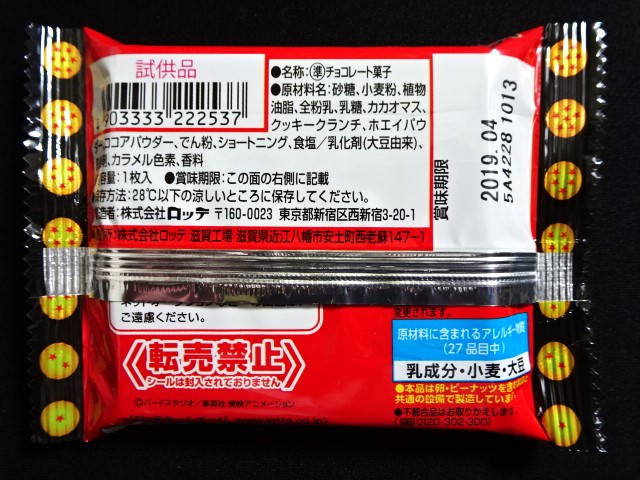 試供品
903333 222537
●名称:㊣チョコレート菓子
●原材料名:砂糖、小麦粉、植物
油脂、全粉乳、乳糖、カカオマス、
クッキークランチ、ホエイパウ
ダー、ココアパウダー、でん粉、ショートニング、食塩/乳化剤(大豆由来)、
カラメル色素、香料
容量:1枚入 ●賞味期限:この面の右側に記載
保存方法:28℃以下の涼しいところに保存してください。
製造者:株式会社ロッテ 〒160-0023 東京都新宿区西新宿3-20-1
株式会社ロッテ 滋賀工場 滋賀県近江八幡市安土町西老蘇147-1
賞味期限
2019.04
5A4228 1013
ご遠慮ください。
転売禁止
シールは封入されておりません
©バードスタジオ/集英社・東映アニメーション
変更されます。
原材料に含まれるアレルギー物質
(27品目中)
乳成分・小麦・大豆
●本品は卵・ピーナッツを含む
共通の設備で製造しています。
●不都合品はお取りかえします。
0120-302-300)